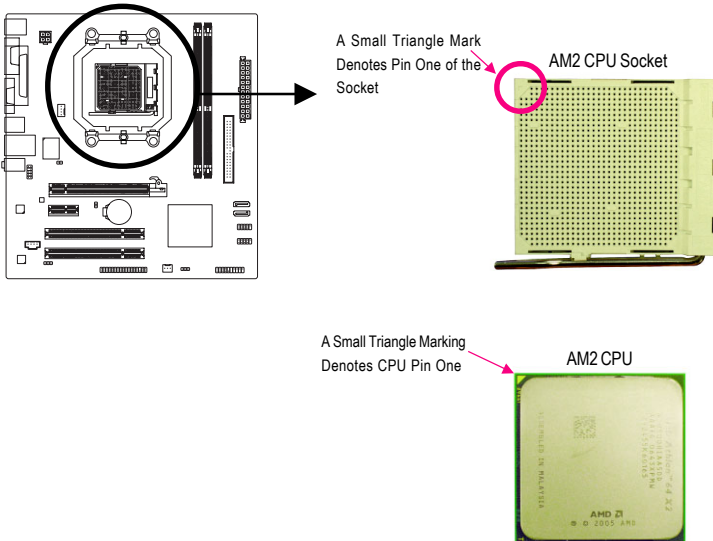 A Small Triangle Mark
Denotes Pin One of the
Socket
AM2 CPU Socket
A Small Triangle Marking
Denotes CPU Pin One
AM2 CPU
ASSEMBLED IN MALAYSIA
AMD
© 2005 AMD